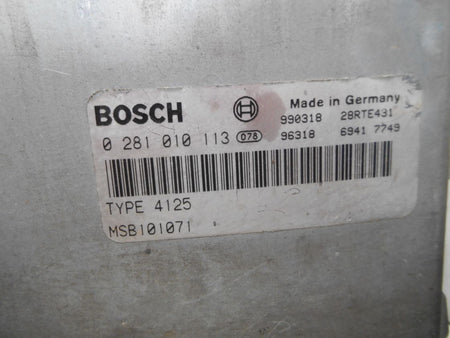 BOSCH Made in Germany
990318 28RTE431
0 281 010 113 078 96318 6941 7749
TYPE 4125
MSB101071